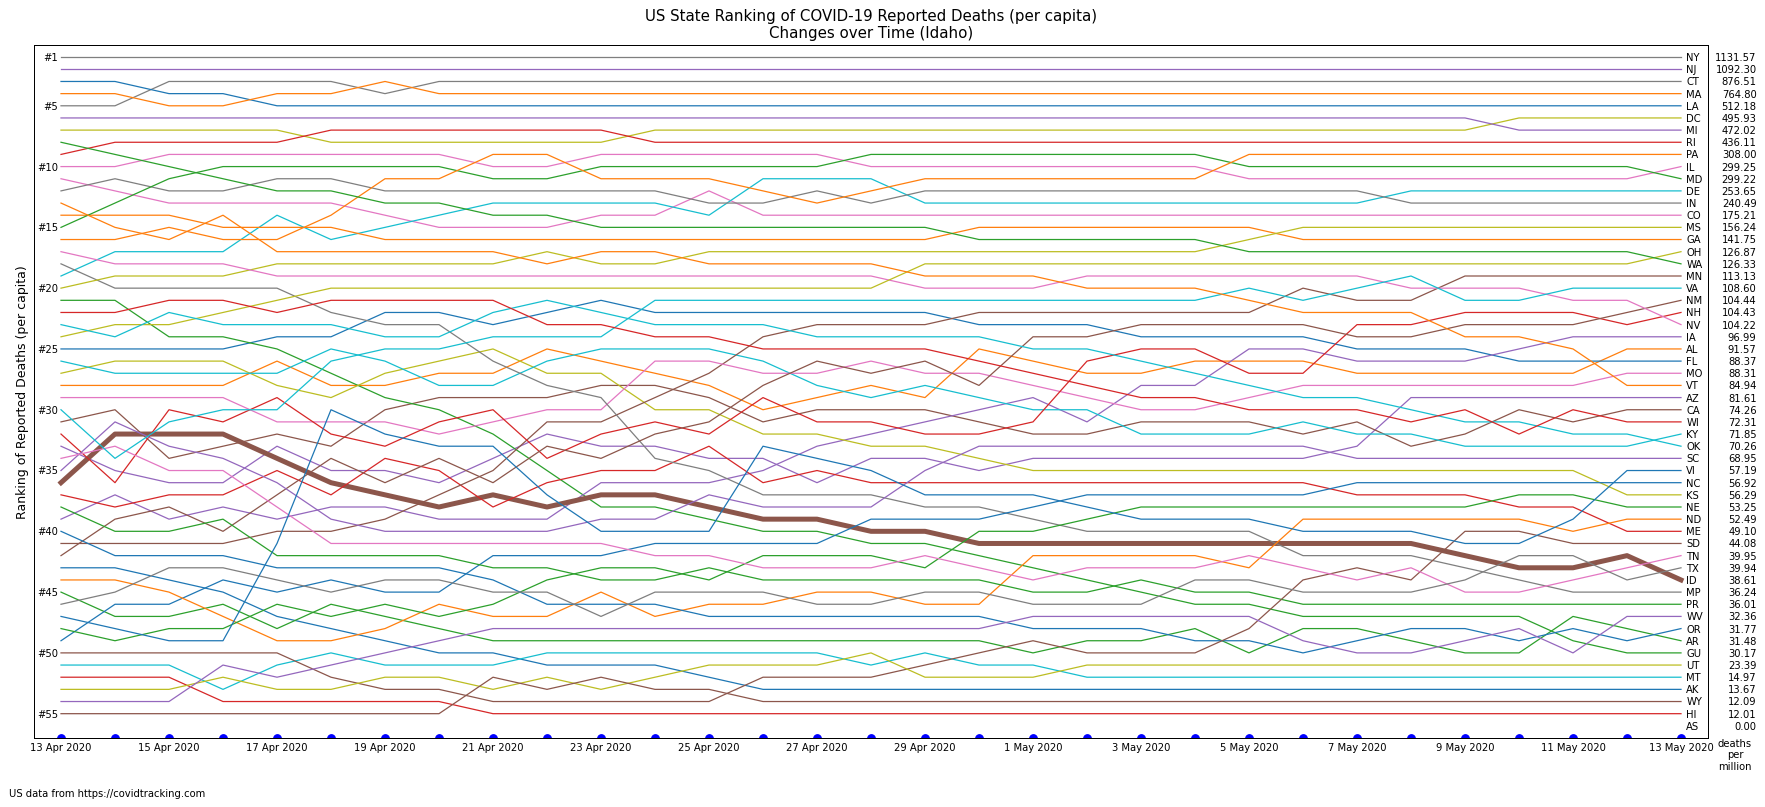 US State Ranking of COVID-19 Reported Deaths (per capita)
Changes over Time (Idaho)
Ranking of Reported Deaths (per capita)
#1
#5
#10
#15
#20
#25
#30
#35
#40
#45
#50
#55
NY 1131.57
NJ 1092.30
CT 876.51
MA 764.80
LA 512.18
DC 495.93
MI 472.02
RI 436.11
PA 308.00
IL 299.25
MD 299.22
DE 253.65
IN 240.49
CO 175.21
MS 156.24
GA 141.75
OH 126.87
WA 126.33
MN 113.13
VA 108.60
NM 104.44
NH 104.43
NV 104.22
IA 96.99
AL 91.57
FL 88.37
MO 88.31
VT 84.94
AZ 81.61
CA 74.26
WI 72.31
KY 71.85
OK 70.26
SC 68.95
VI 57.19
NC 56.92
KS 56.29
NE 53.25
ND 52.49
ME 49.10
SD 44.08
TN 39.95
TX 39.94
ID 38.61
MP 36.24
PR 36.01
WV 32.36
OR 31.77
AR 31.48
GU 30.17
UT 23.39
MT 14.97
AK 13.67
WY 12.09
HI 12.01
AS 0.00
13 Apr 2020 15 Apr 2020 17 Apr 2020 19 Apr 2020 21 Apr 2020 23 Apr 2020 25 Apr 2020 27 Apr 2020 29 Apr 2020 1 May 2020 3 May 2020 5 May 2020 7 May 2020 9 May 2020 11 May 2020 13 May 2020
deaths
per
million
US data from https://covidtracking.com